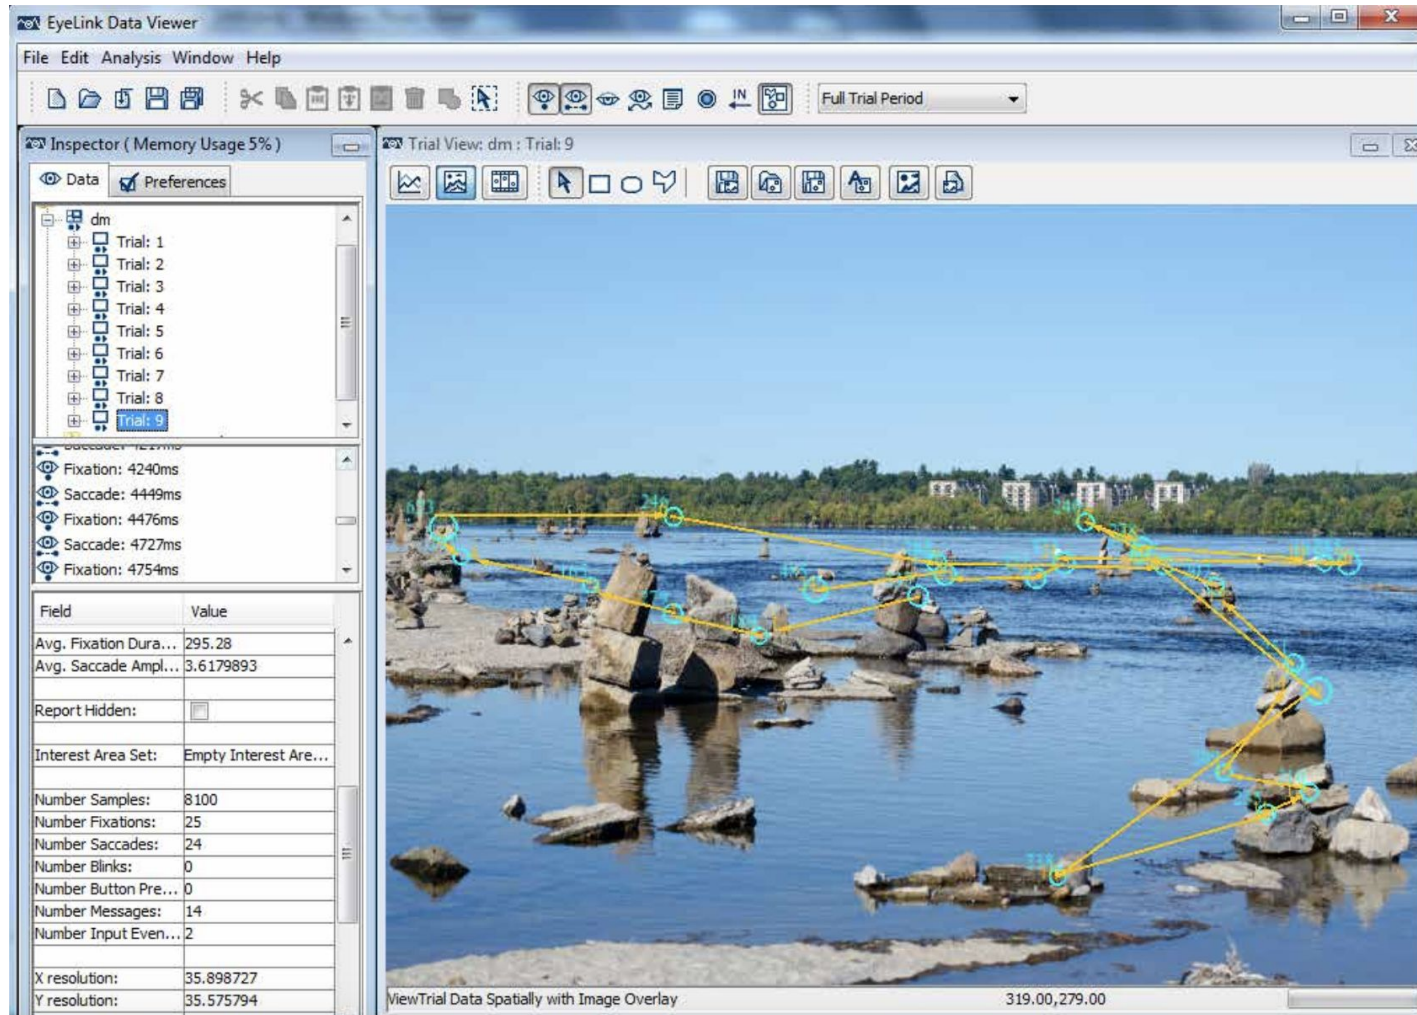 EyeLink Data Viewer
File Edit Analysis Window Help
IN
Full Trial Period
Inspector ( Memory Usage 5% )
Trial View: dm : Trial: 9
Data
Preferences
dm
Trial: 1
Trial: 2
Trial: 3
Trial: 4
Trial: 5
Trial: 6
Trial: 7
Trial: 8
Trial: 9
Fixation: 4240ms
Saccade: 4449ms
Fixation: 4476ms
Saccade: 4727ms
Fixation: 4754ms
Field Value
Avg. Fixation Dura... 295.28
Avg. Saccade Ampl... 3.6179893
Report Hidden:
Interest Area Set: Empty Interest Are...
Number Samples: 8100
Number Fixations: 25
Number Saccades: 24
Number Blinks: 0
Number Button Pre... 0
Number Messages: 14
Number Input Even... 2
X resolution: 35.898727
Y resolution: 35.575794
ViewTrial Data Spatially with Image Overlay
319.00,279.00